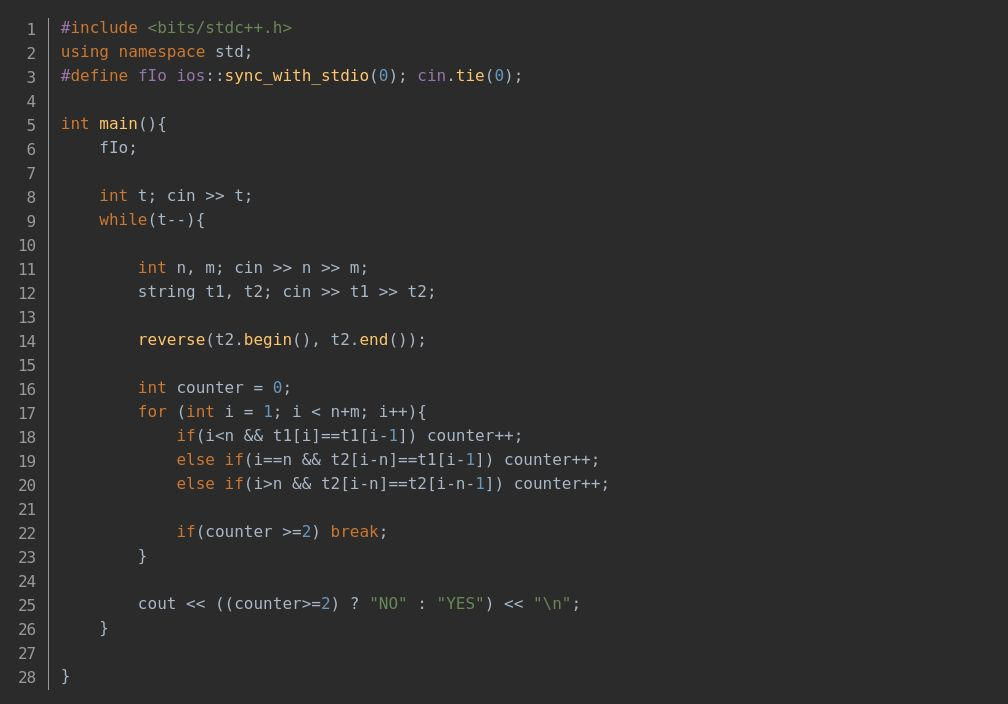 1 #include <bits/stdc++.h>
2 using namespace std;
3 #define fIo ios::sync_with_stdio(0); cin.tie(0);
4
5 int main(){
6     fIo;
7
8     int t; cin >> t;
9     while(t--){
10
11         int n, m; cin >> n >> m;
12         string t1, t2; cin >> t1 >> t2;
13
14         reverse(t2.begin(), t2.end());
15
16         int counter = 0;
17         for (int i = 1; i < n+m; i++){
18             if(i<n && t1[i]==t1[i-1]) counter++;
19             else if(i==n && t2[i-n]==t1[i-1]) counter++;
20             else if(i>n && t2[i-n]==t2[i-n-1]) counter++;
21
22             if(counter >=2) break;
23         }
24
25         cout << ((counter>=2) ? "NO" : "YES") << "\n";
26     }
27
28 }